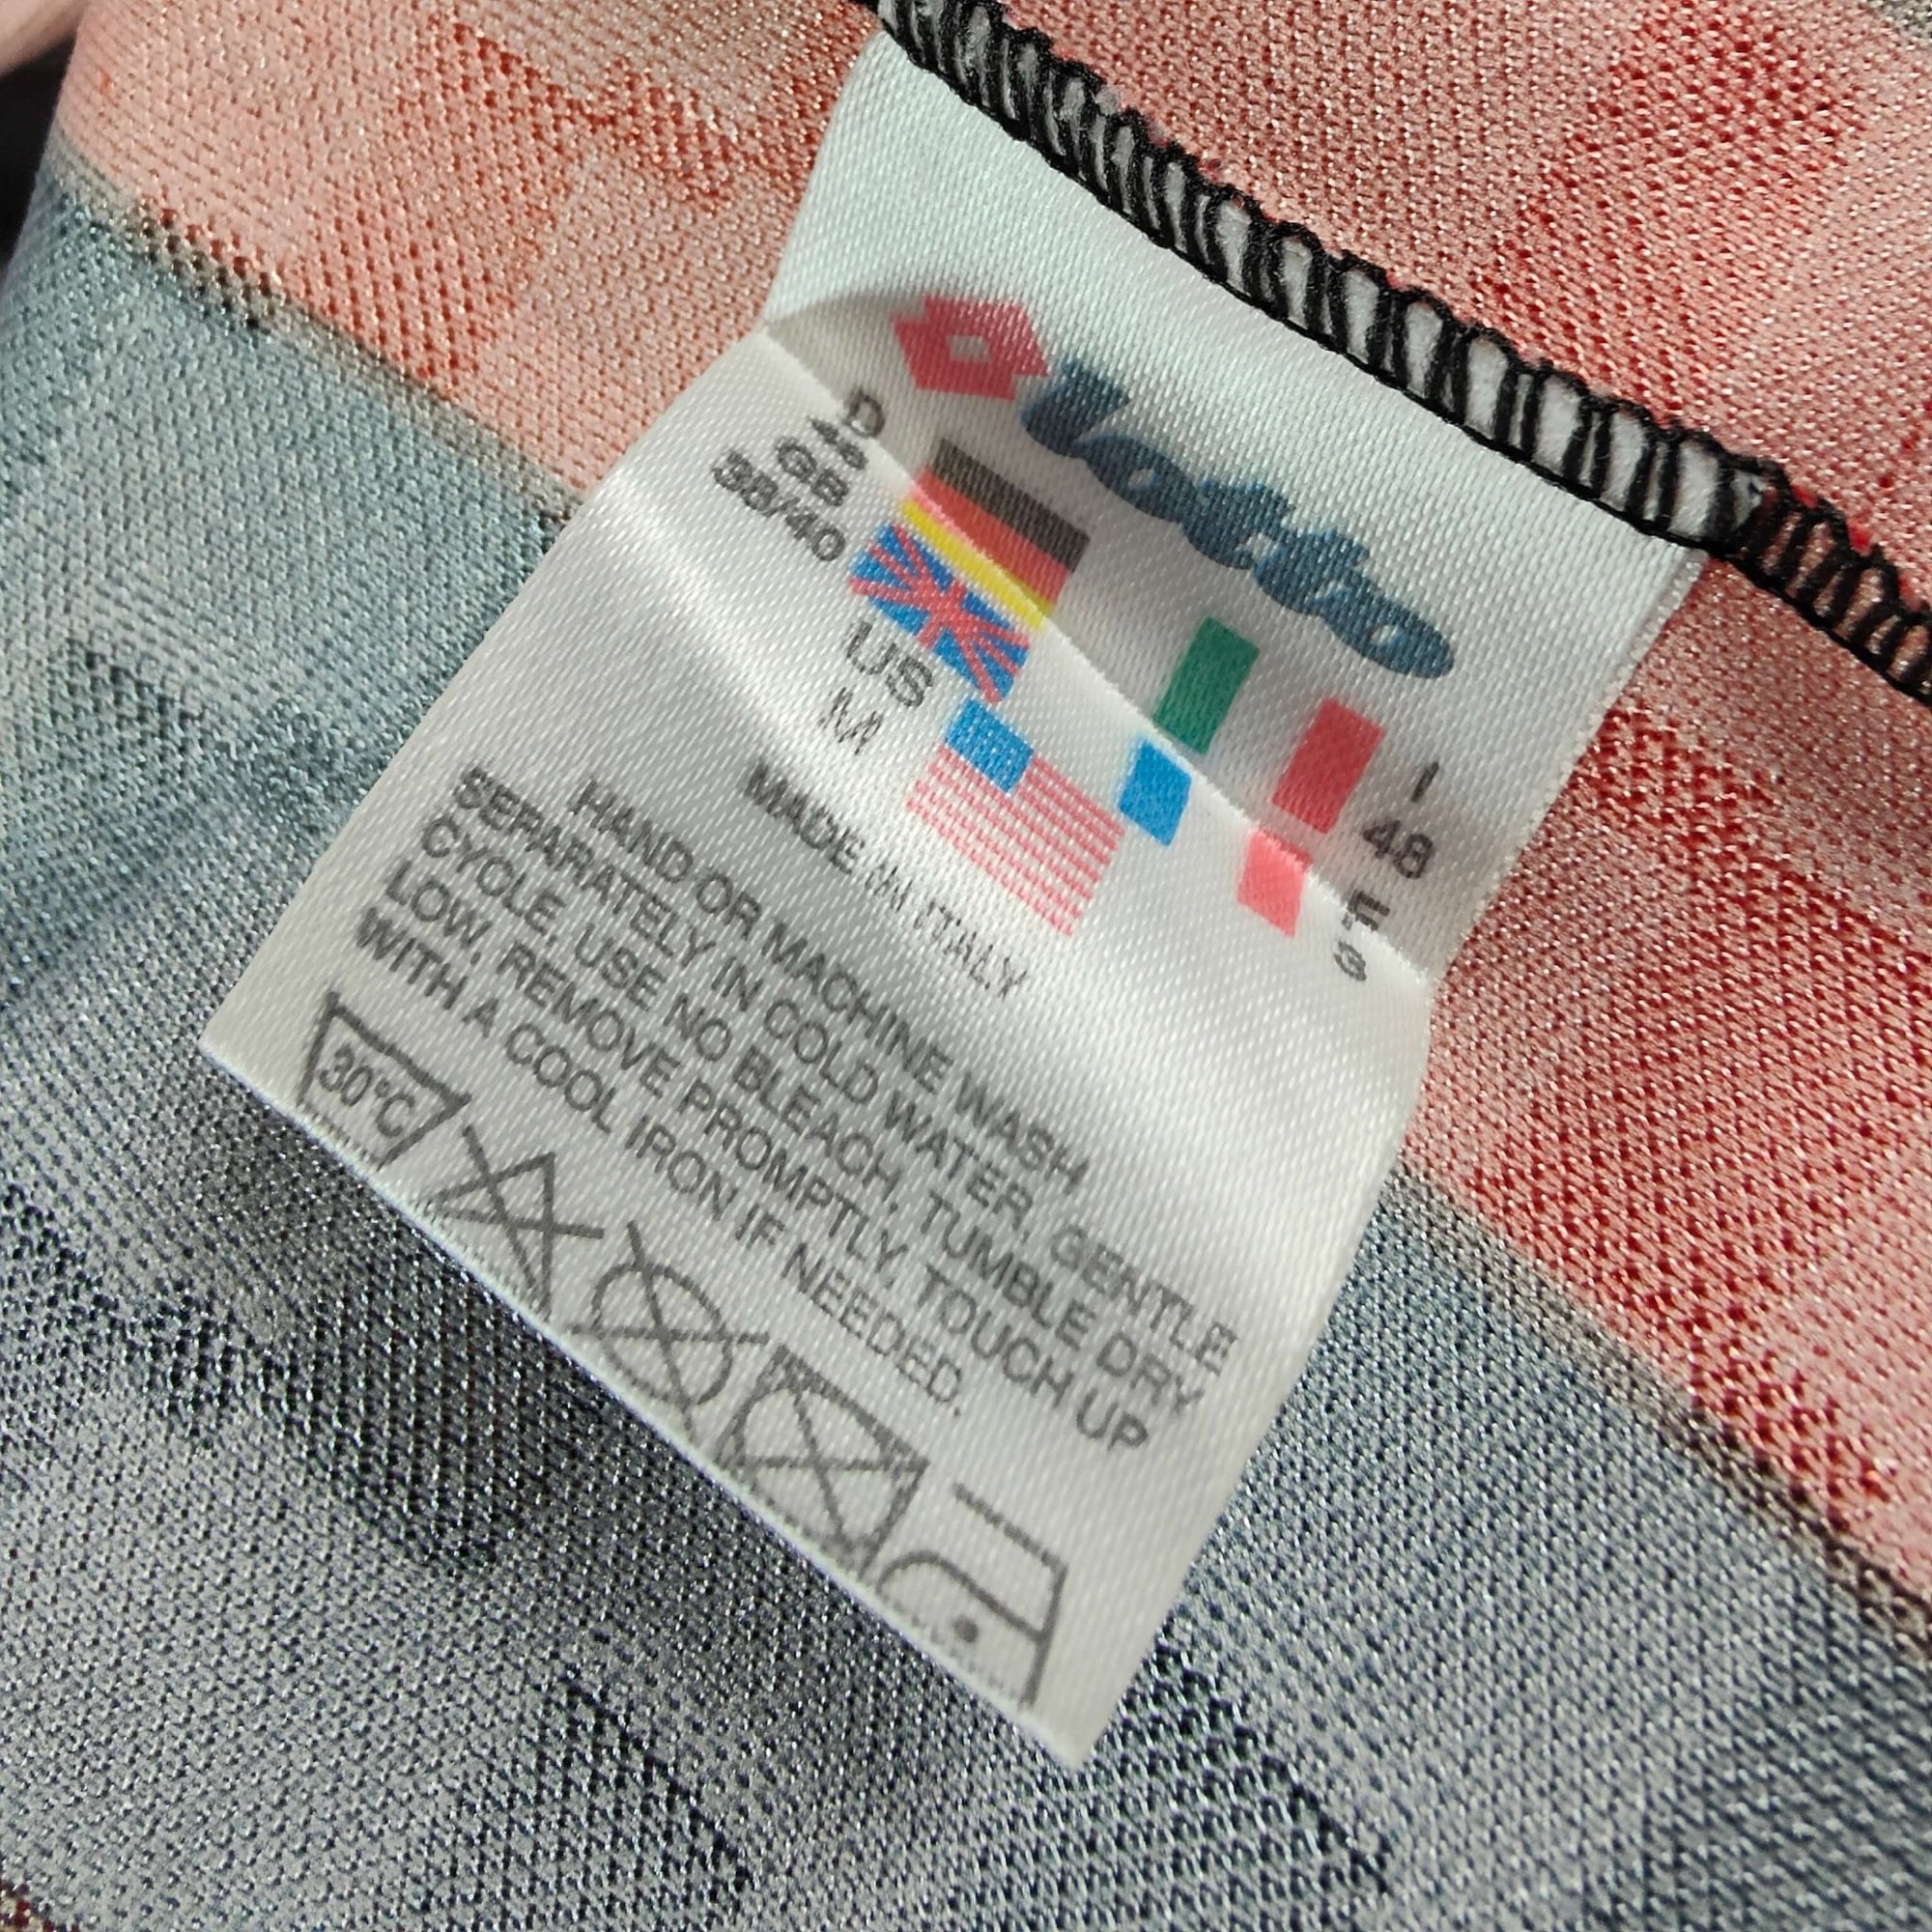 lotto
D
48
GB
38/40
US
M
I
48
F
3
MADE IN ITALY
HAND OR MACHINE WASH
SEPARATELY IN COLD WATER, GENTLE
CYCLE, USE NO BLEACH, TUMBLE DRY
LOW, REMOVE PROMPTLY, TOUCH UP
WITH A COOL IRON IF NEEDED.
30°C